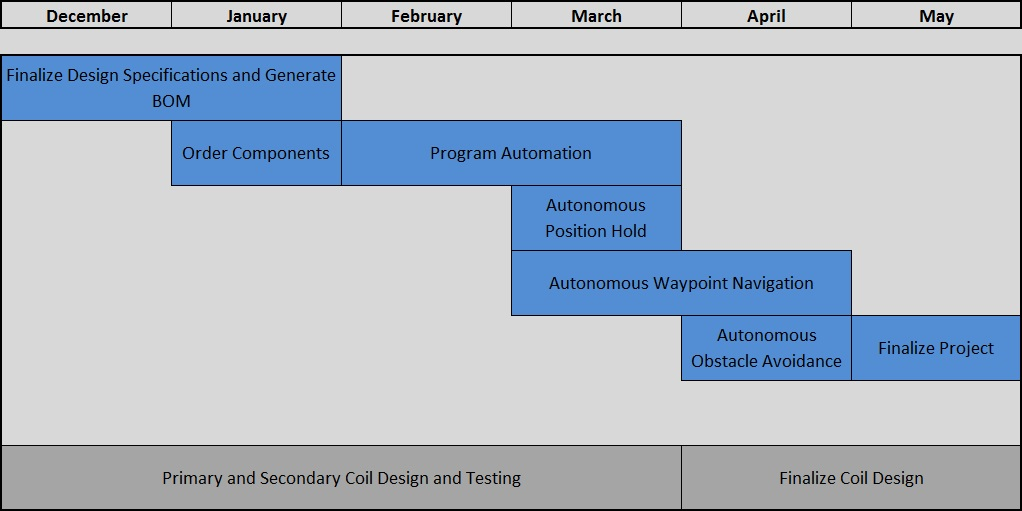 December January February March April May
Finalize Design Specifications and Generate
BOM
Order Components Program Automation
Autonomous
Position Hold
Autonomous Waypoint Navigation
Autonomous
Obstacle Avoidance
Finalize Project
Primary and Secondary Coil Design and Testing Finalize Coil Design